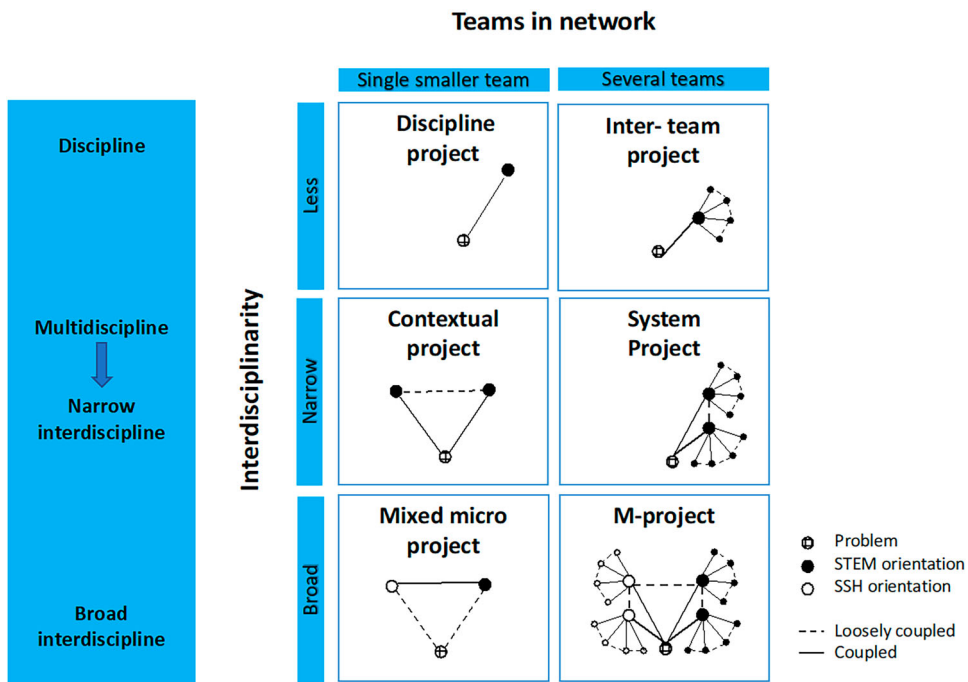 Teams in network
Single smaller team
Several teams
Discipline
Multidiscipline
Narrow
interdiscipline
Broad
interdiscipline
Interdisciplinarity
Less
Discipline
project
Inter- team
project
Narrow
Contextual
project
System
Project
Broad
Mixed micro
project
M-project
Problem
STEM orientation
SSH orientation
Loosely coupled
Coupled